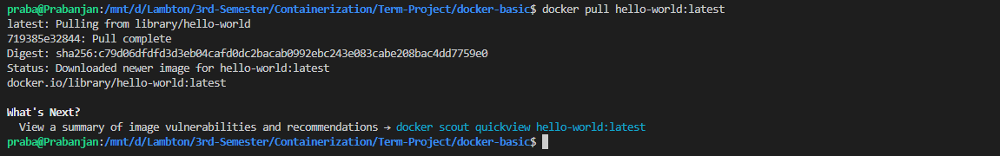 praba@Prabanjan:/mnt/d/Lambton/3rd-Semester/Containerization/Term-Project/docker-basic$ docker pull hello-world:latest
latest: Pulling from library/hello-world
719385e32844: Pull complete
Digest: sha256:c79d06dfdfd3d3eb04cafd0dc2bacab0992ebc243e083cabe208bac4dd7759e0
Status: Downloaded newer image for hello-world:latest
docker.io/library/hello-world:latest
What's Next?
View a summary of image vulnerabilities and recommendations → docker scout quickview hello-world:latest
praba@Prabanjan:/mnt/d/Lambton/3rd-Semester/Containerization/Term-Project/docker-basic$